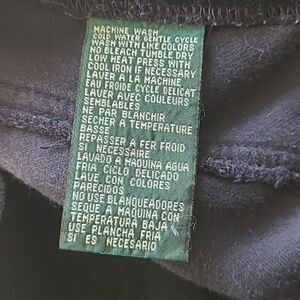 MACHINE WASH
COLD WATER GENTLE CYCLE
WASH WITH LIKE COLORS
NO BLEACH TUMBLE DRY
LOW HEAT PRESS WITH
COOL IRON IF NECESSARY
LAVER A LA MACHINE
EAU FROIDE CYCLE DELICAT
LAVER AVEC COULEURS
SEMBLABLES
NE PAR BLANCHIR
SECHER A TEMPERATURE
BASSE
REPASSER A FER FROID
SI NECESSAIRE
LAVADO A MAQUINA AGUA
FRIA CICLO DELICADO
LAVE CON COLORES
PARECIDOS
NO USE BLANQUEADORES
SEQUE A MAQUINA CON
TEMPERATURA BAJA
USE PLANCHA FRIA
SI ES NECESARIO